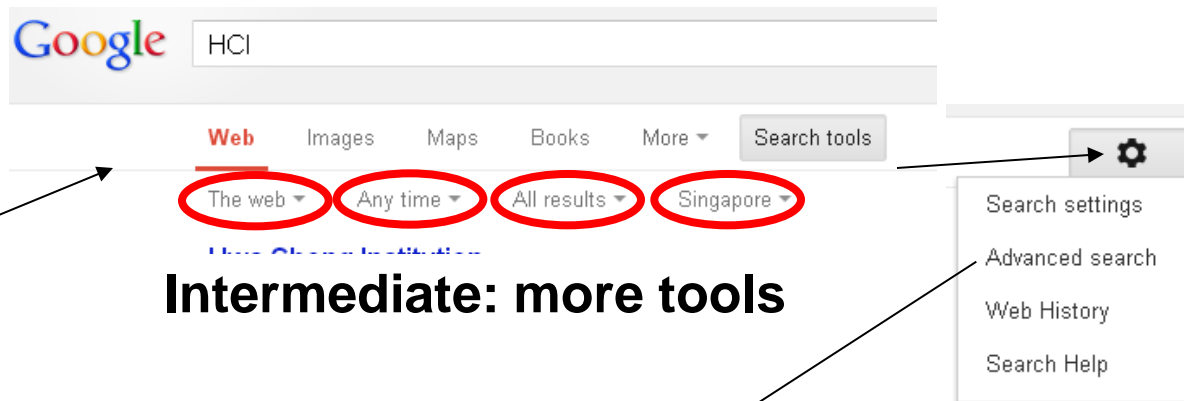 Google HCI
Web Images Maps Books More Search tools
The web Any time All results Singapore
Intermediate: more tools
Search settings
Advanced search
Web History
Search Help